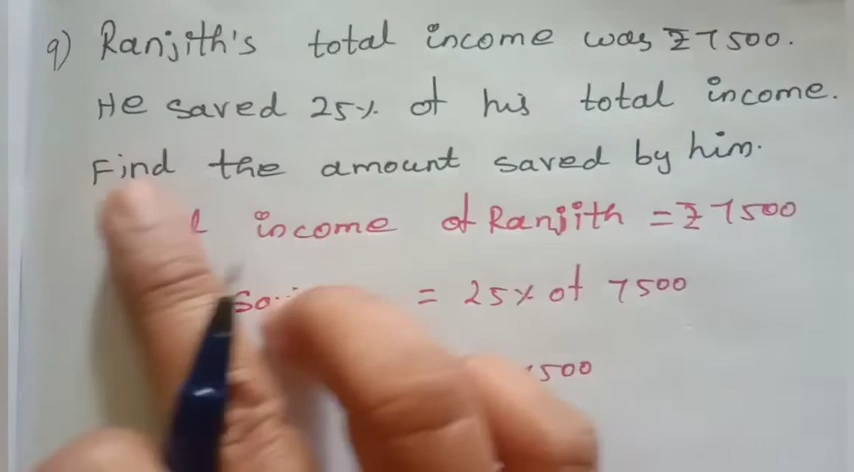 9) Ranjith's total income was ₹7500.
He saved 25% of his total income.
Find the amount saved by him.
income of Ranjith = ₹7500
= 25% of 7500